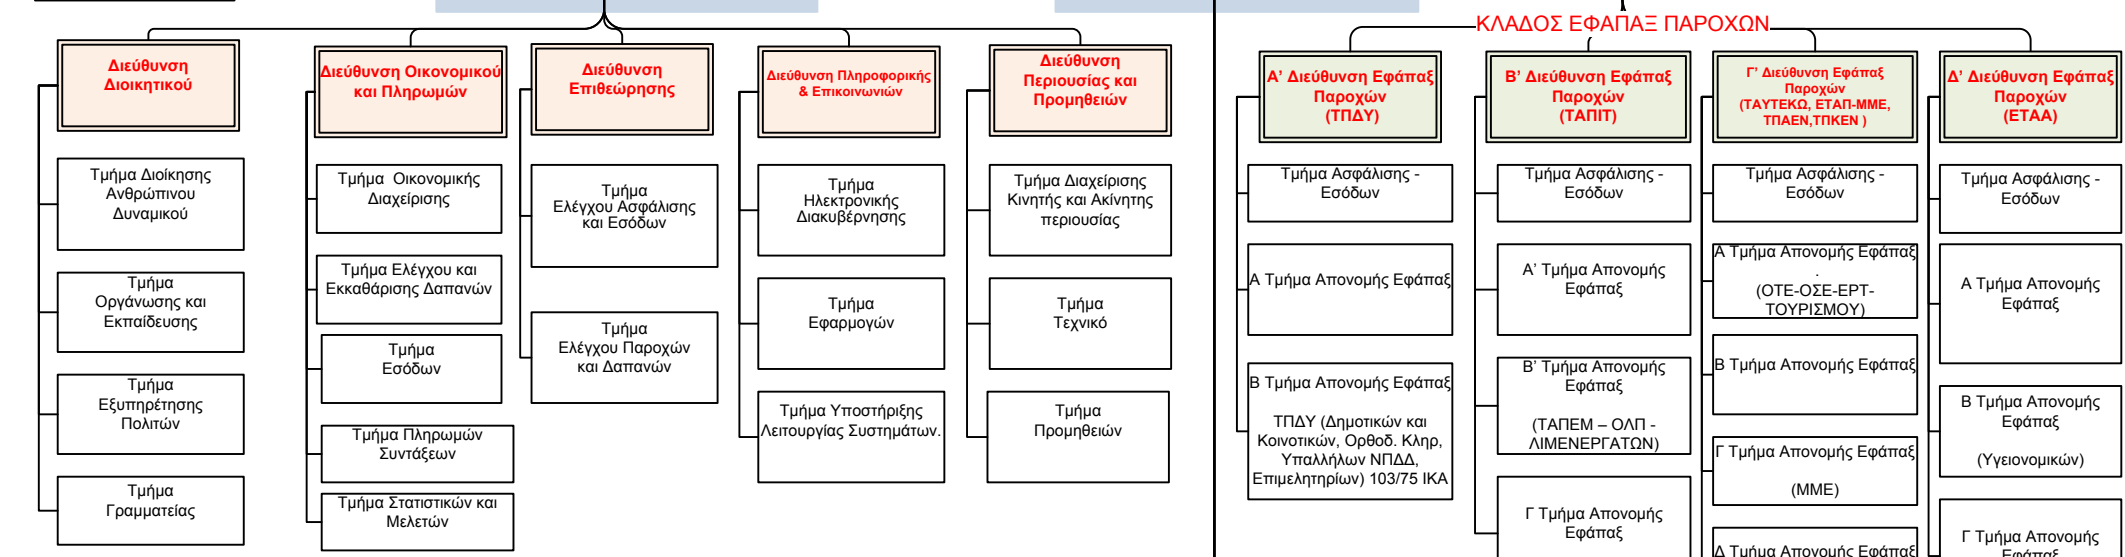 ΚΛΑΔΟΣ ΕΦΑΠΑΞ ΠΑΡΟΧΩΝ
Διεύθυνση
Διοικητικού
Τμήμα Διοίκησης
Ανθρώπινου
Δυναμικού
Τμήμα
Οργάνωσης και
Εκπαίδευσης
Τμήμα
Εξυπηρέτησης
Πολιτών
Τμήμα
Γραμματείας
Διεύθυνση Οικονομικού
και Πληρωμών
Τμήμα  Οικονομικής
Διαχείρισης
Τμήμα Ελέγχου και
Εκκαθάρισης Δαπανών
Τμήμα
Εσόδων
Τμήμα Πληρωμών
Συντάξεων
Τμήμα Στατιστικών και
Μελετών
Διεύθυνση
Επιθεώρησης
Τμήμα
Ελέγχου Ασφάλισης
και Εσόδων
Τμήμα
Ελέγχου Παροχών
και Δαπανών
Διεύθυνση Πληροφορικής
& Επικοινωνιών
Τμήμα
Ηλεκτρονικής
Διακυβέρνησης
Τμήμα
Εφαρμογών
Τμήμα Υποστήριξης
Λειτουργίας Συστημάτων.
Διεύθυνση
Περιουσίας και
Προμηθειών
Τμήμα Διαχείρισης
Κινητής και Ακίνητης
περιουσίας
Τμήμα
Τεχνικό
Τμήμα
Προμηθειών
Α' Διεύθυνση Εφάπαξ
Παροχών
(ΤΠΔΥ)
Τμήμα Ασφάλισης -
Εσόδων
Α Τμήμα Απονομής Εφάπαξ
Β Τμήμα Απονομής Εφάπαξ
ΤΠΔΥ (Δημοτικών και
Κοινοτικών, Ορθοδ. Κληρ,
Υπαλλήλων ΝΠΔΔ,
Επιμελητηρίων) 103/75 ΙΚΑ
Β' Διεύθυνση Εφάπαξ
Παροχών
(ΤΑΠΙΤ)
Τμήμα Ασφάλισης -
Εσόδων
Α' Τμήμα Απονομής
Εφάπαξ
Β' Τμήμα Απονομής
Εφάπαξ
(ΤΑΠΕΜ – ΟΛΠ -
ΛΙΜΕΝΕΡΓΑΤΩΝ)
Γ Τμήμα Απονομής
Εφάπαξ
Γ' Διεύθυνση Εφάπαξ
Παροχών
(ΤΑΥΤΕΚΩ, ΕΤΑΠ-ΜΜΕ,
ΤΠΑΕΝ,ΤΠΚΕΝ )
Τμήμα Ασφάλισης -
Εσόδων
Α Τμήμα Απονομής Εφάπαξ
.
(ΟΤΕ-ΟΣΕ-ΕΡΤ-
ΤΟΥΡΙΣΜΟΥ)
Β Τμήμα Απονομής Εφάπαξ
Γ Τμήμα Απονομής Εφάπαξ
(ΜΜΕ)
Δ Τμήμα Απονομής Εφάπαξ
Δ' Διεύθυνση Εφάπαξ
Παροχών
(ΕΤΑΑ)
Τμήμα Ασφάλισης -
Εσόδων
Α Τμήμα Απονομής
Εφάπαξ
Β Τμήμα Απονομής
Εφάπαξ
(Υγειονομικών)
Γ Τμήμα Απονομής
Εφάπαξ